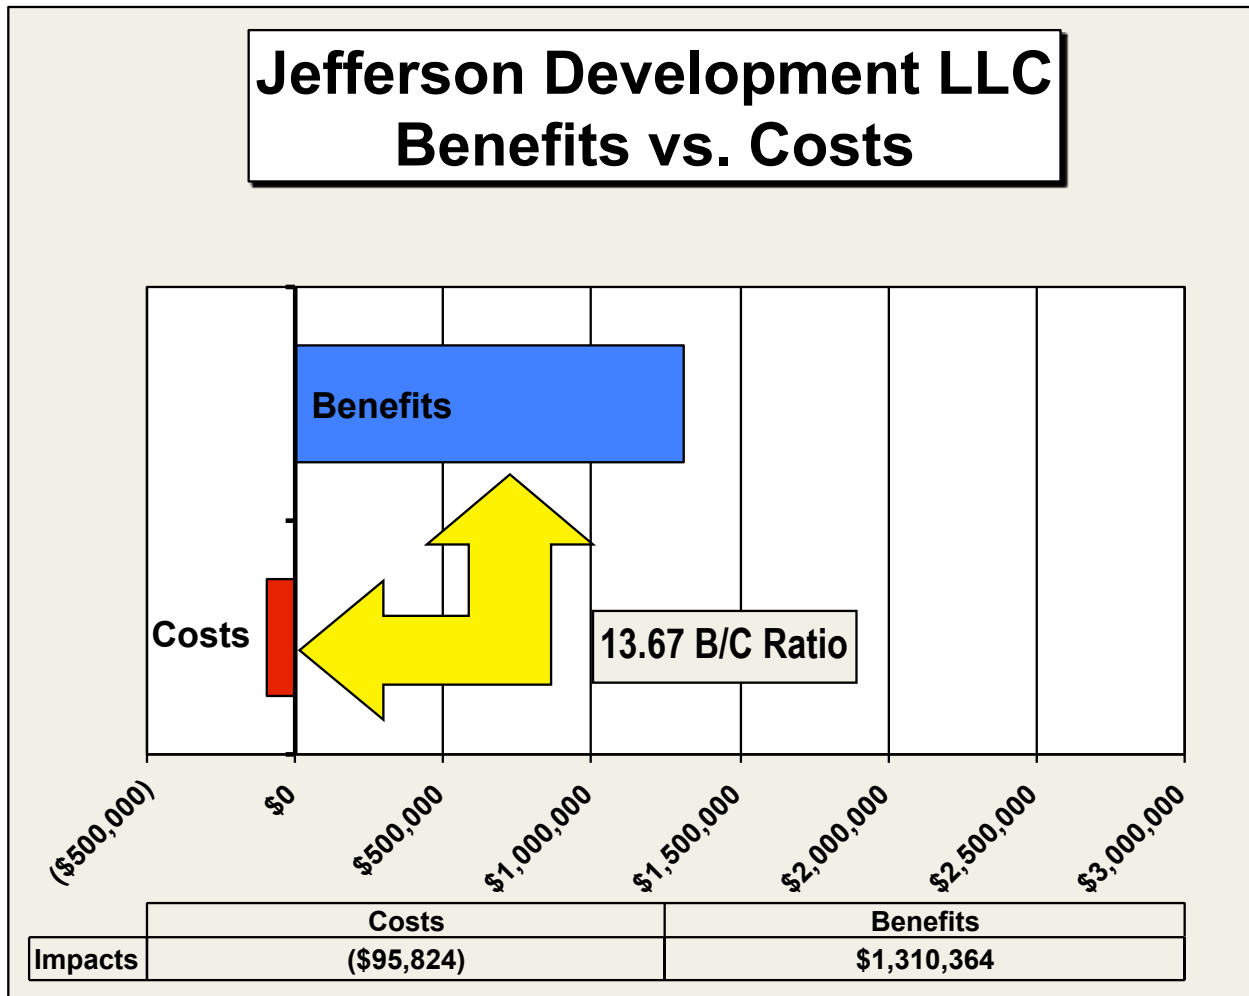 Jefferson Development LLC
Benefits vs. Costs
Benefits
Costs
13.67 B/C Ratio
($500,000) $0 $500,000 $1,000,000 $1,500,000 $2,000,000 $2,500,000 $3,000,000
Costs Benefits
Impacts ($95,824) $1,310,364